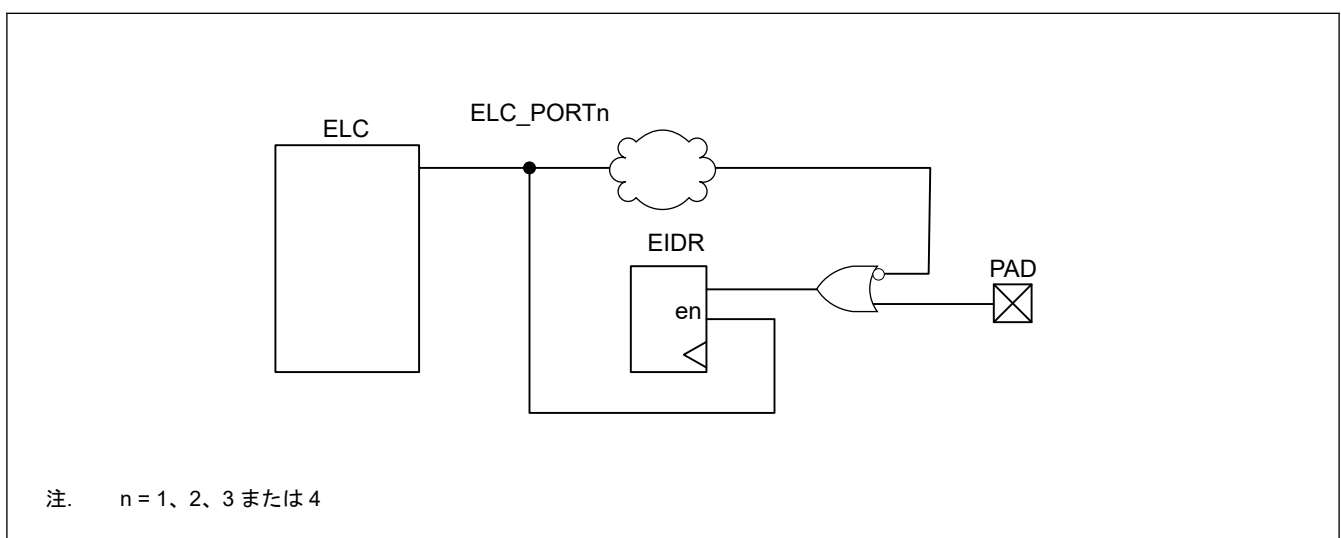 ELC_PORTn
ELC
EIDR
PAD
en
注. n = 1、2、3 または 4